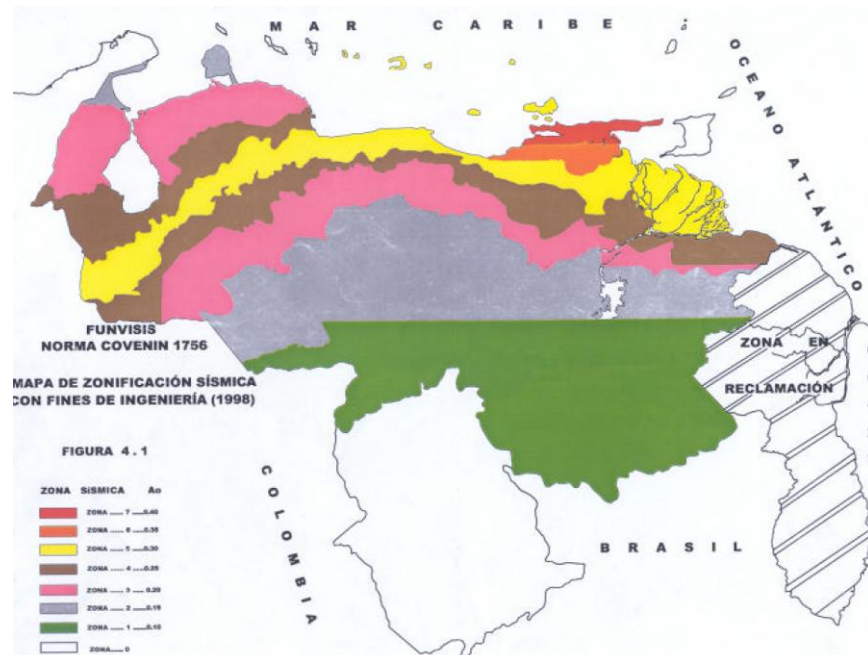 MAR CARIBE
OCEANO ATLÁNTICO
FUNVISIS
NORMA COVENIN 1756
MAPA DE ZONIFICACIÓN SÍSMICA
CON FINES DE INGENIERÍA (1998)
ZONA EN
RECLAMACIÓN
FIGURA 4.1
COLOMBIA
BRASIL
ZONA SíSMICA Ao
ZONA ..... 7 .....0.40
ZONA ..... 6 .....0.35
ZONA ..... 5 .....0.30
ZONA ..... 4 .....0.25
ZONA ..... 3 ..... 0.20
ZONA ..... 2 .....0.15
ZONA ..... 1 .....0.10
ZONA..... 0